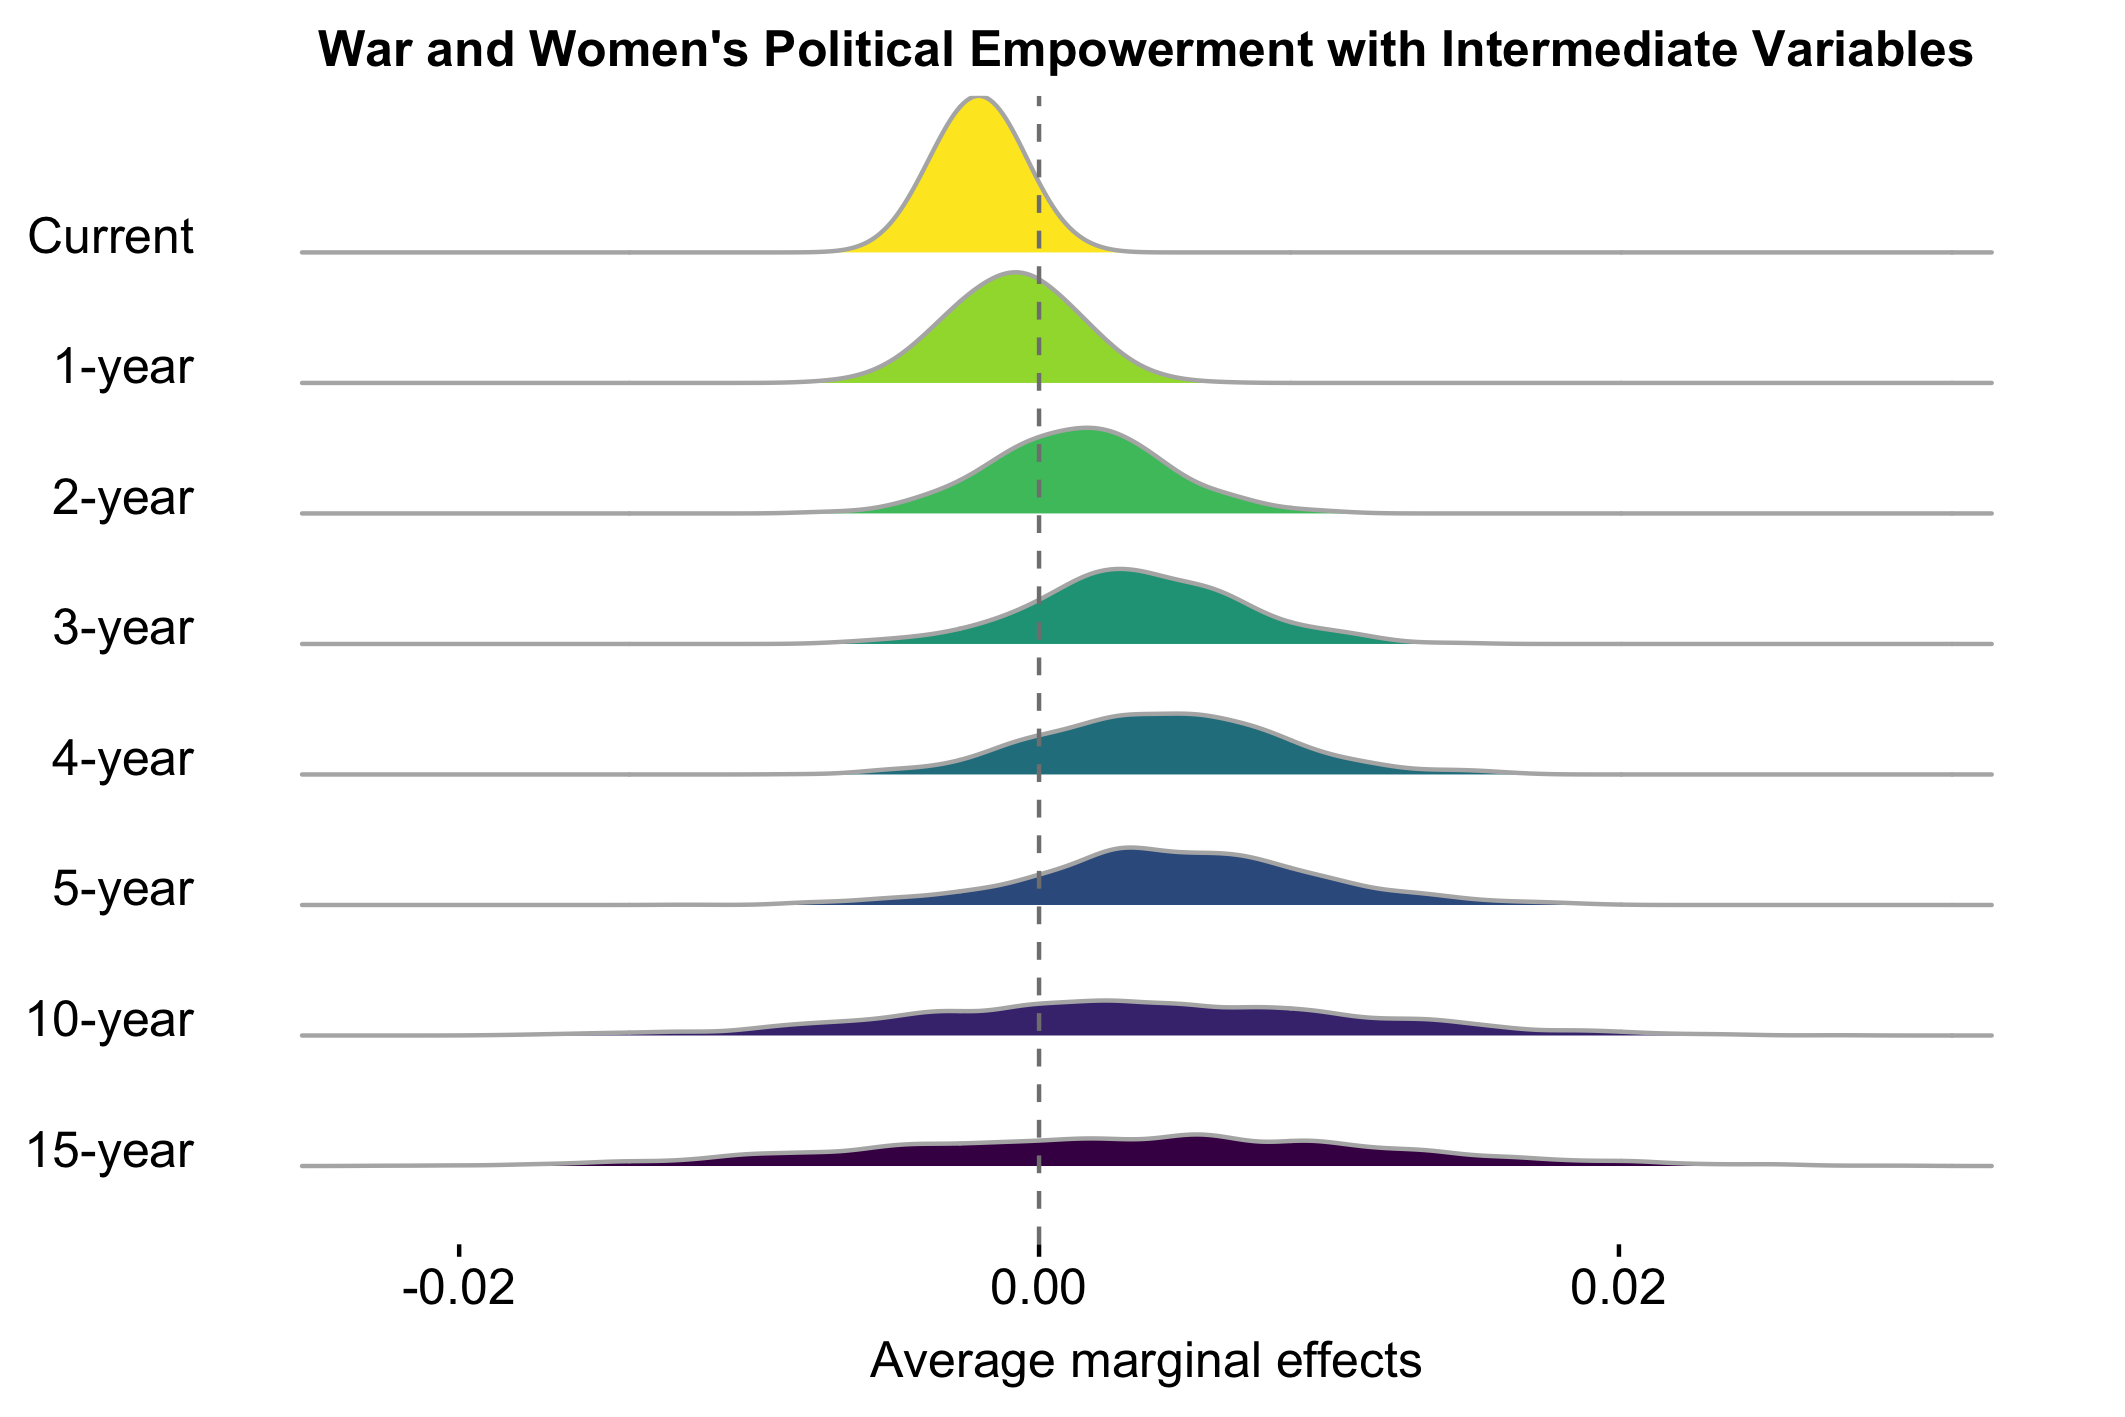 War and Women's Political Empowerment with Intermediate Variables
Current
1-year
2-year
3-year
4-year
5-year
10-year
15-year
-0.02 0.00 0.02
Average marginal effects